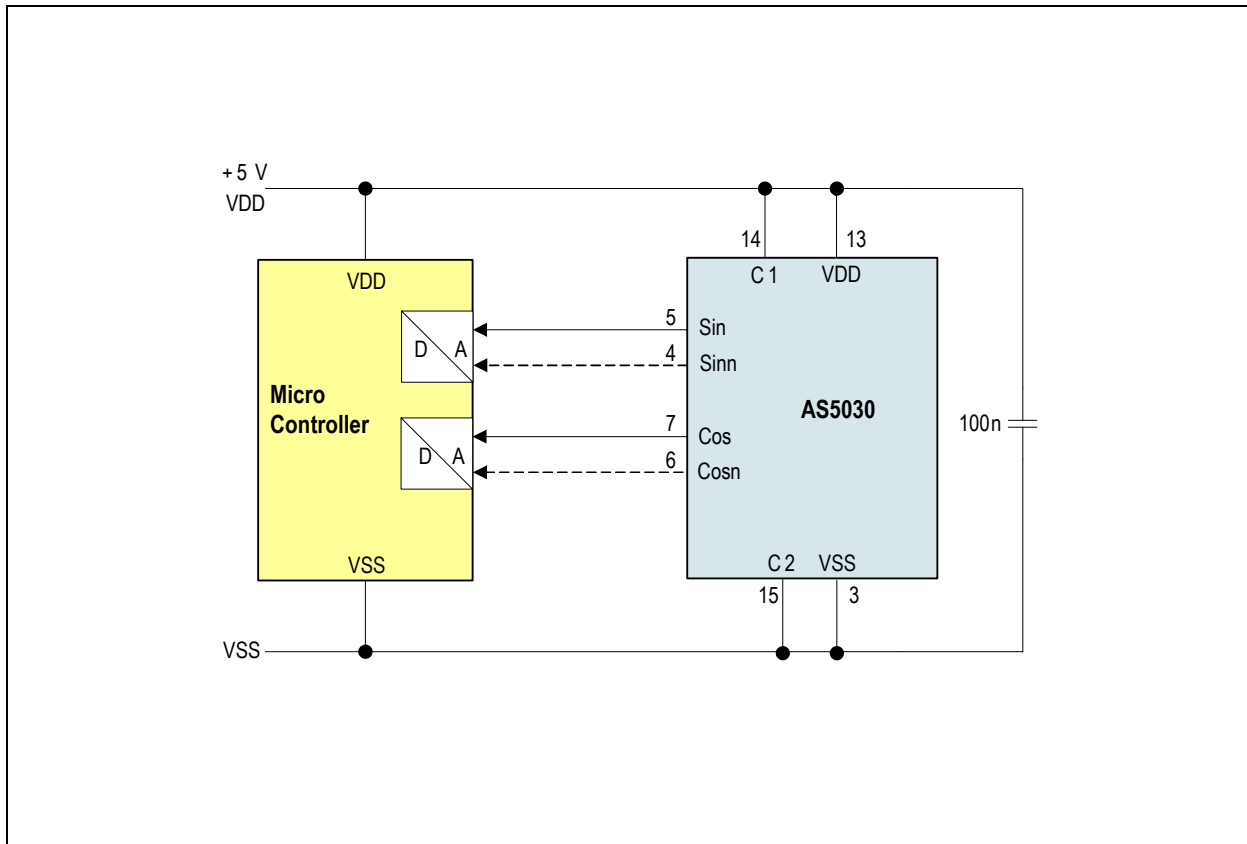 +5 V
VDD
14
13
VDD
C1
VDD
5
Sin
D
A
4
Sinn
Micro
Controller
AS5030
7
Cos
D
A
6
Cosn
100n
VSS
C2
VSS
15
3
VSS